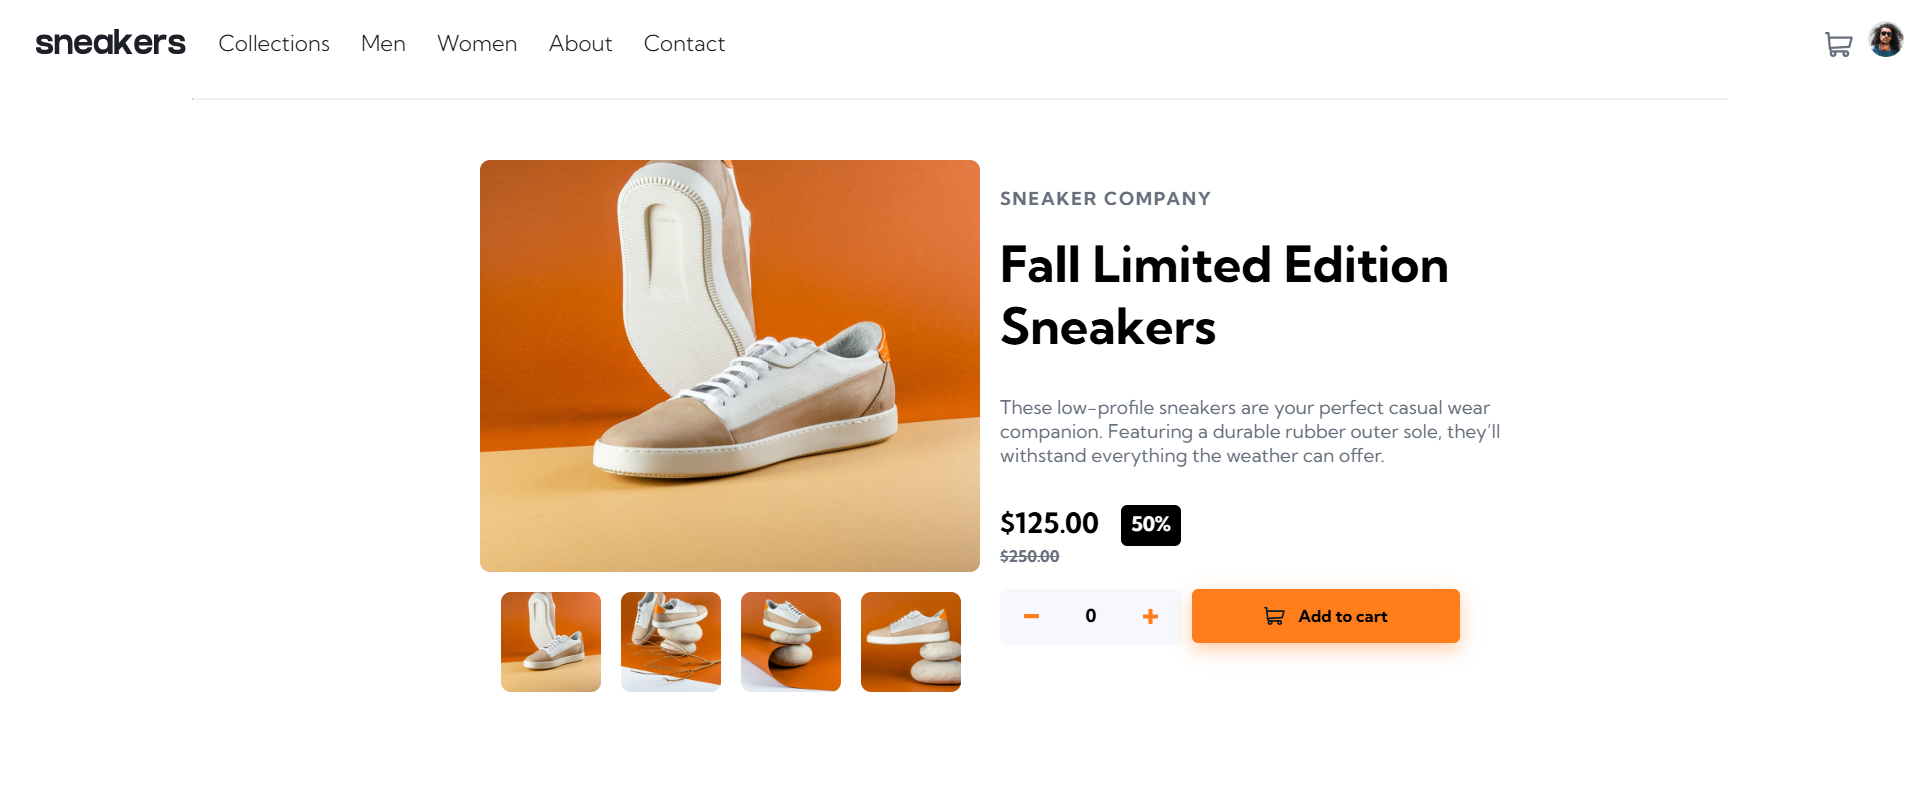 sneakers Collections Men Women About Contact
SNEAKER COMPANY
Fall Limited Edition
Sneakers
These low-profile sneakers are your perfect casual wear
companion. Featuring a durable rubber outer sole, they’ll
withstand everything the weather can offer.
$125.00 50%
$250.00
0 Add to cart